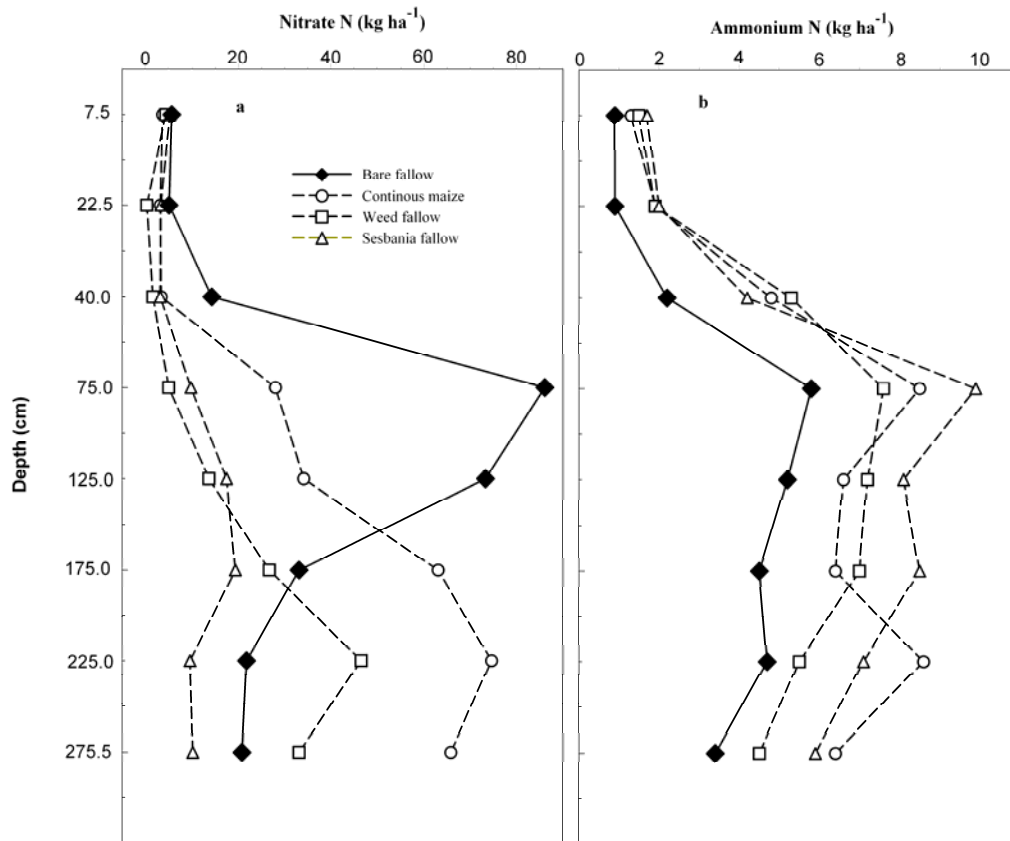 Nitrate N (kg ha-1)
0 20 40 60 80
a
7.5
22.5
40.0
75.0
125.0
175.0
225.0
275.5
Depth (cm)
Bare fallow
Continous maize
Weed fallow
Sesbania fallow
Ammonium N (kg ha-1)
0 2 4 6 8 10
b